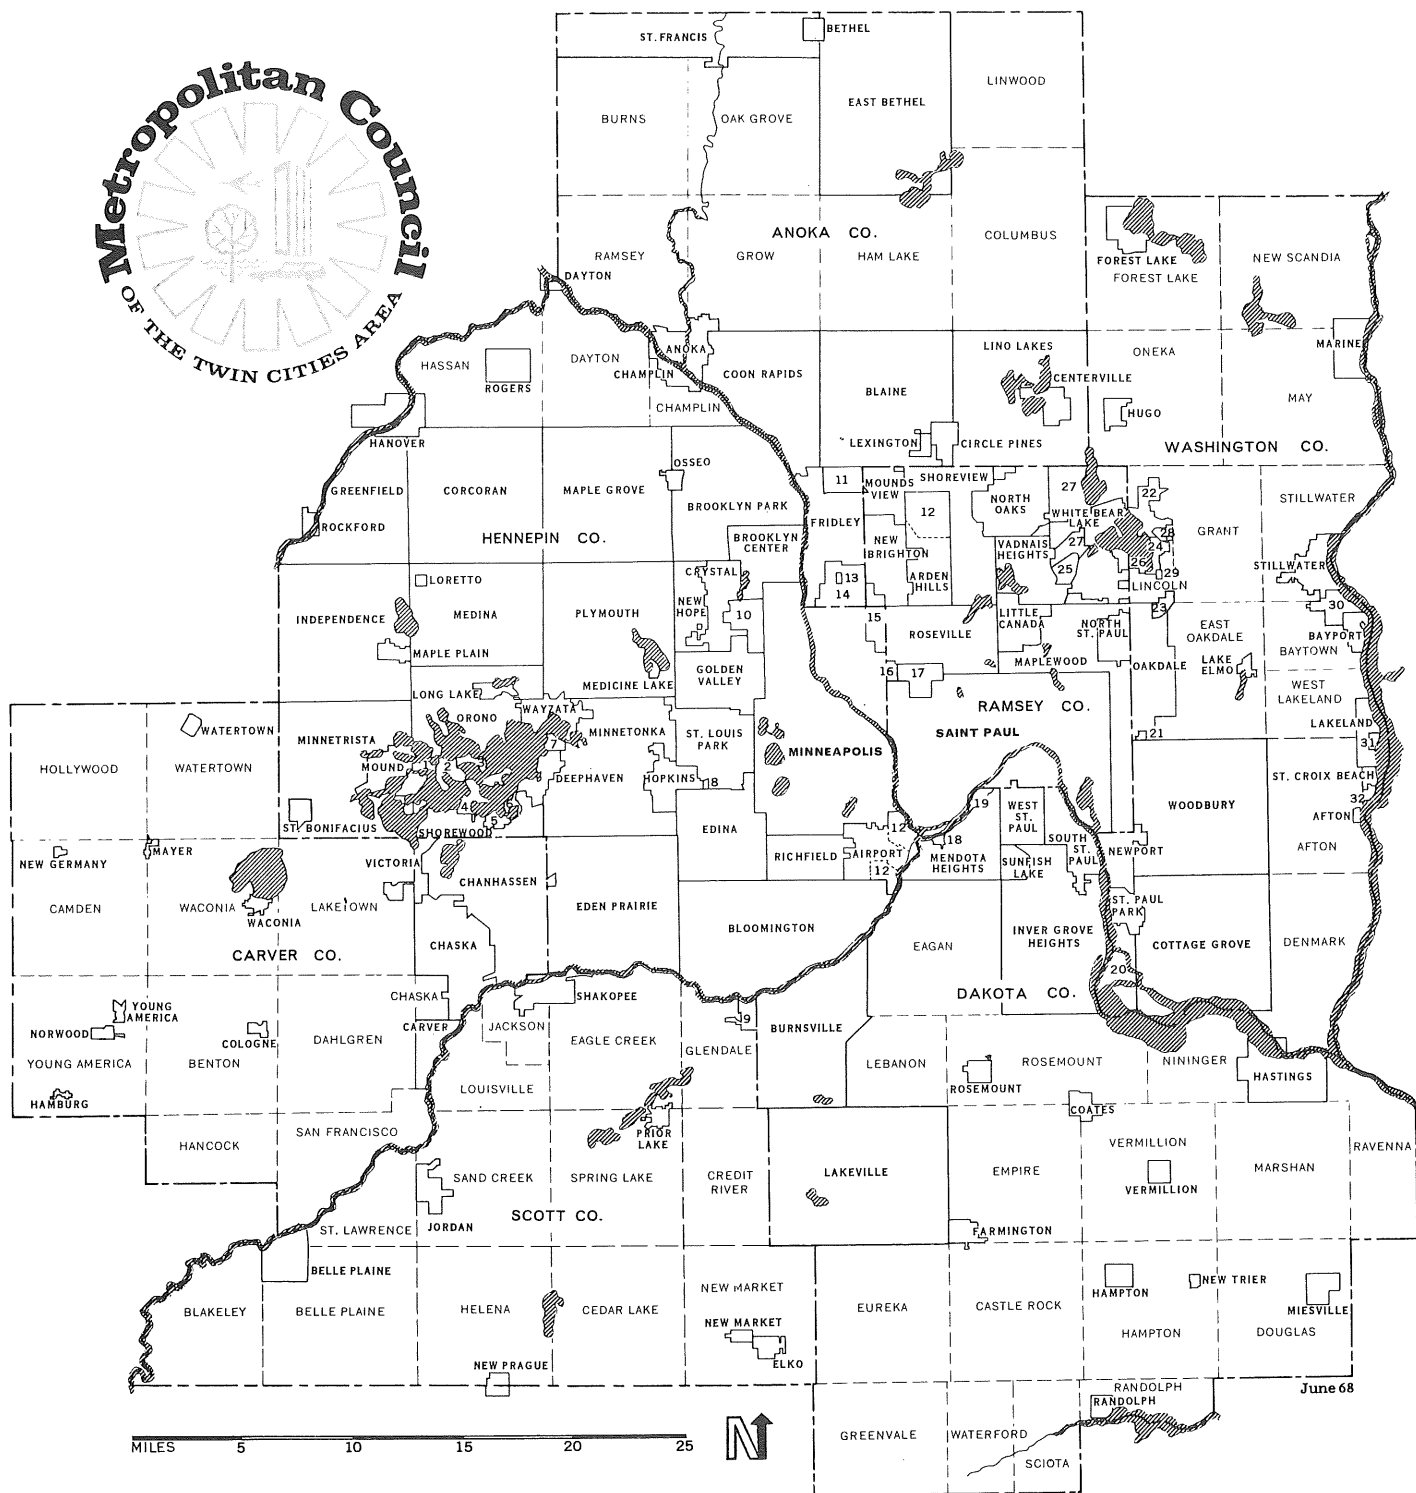 Metropolitan Council
OF THE TWIN CITIES AREA
ST. FRANCIS
BETHEL
LINWOOD
BURNS
OAK GROVE
EAST BETHEL
ANOKA CO.
COLUMBUS
RAMSEY
GROW
HAM LAKE
FOREST LAKE
FOREST LAKE
NEW SCANDIA
DAYTON
HASSAN
ROGERS
DAYTON
ANOKA
CHAMPLIN
COON RAPIDS
CHAMPLIN
BLAINE
LINO LAKES
CENTERVILLE
ONEKA
MARINE
MAY
HUGO
HANOVER
LEXINGTON
CIRCLE PINES
WASHINGTON CO.
OSSEO
GREENFIELD
CORCORAN
MAPLE GROVE
BROOKLYN PARK
11
MOUNDS
VIEW
SHOREVIEW
NORTH
OAKS
27
22
STILLWATER
ROCKFORD
HENNEPIN CO.
BROOKLYN
CENTER
FRIDLEY
12
WHITE BEAR
LAKE
27
28
24
GRANT
NEW
BRIGHTON
VADNAIS
HEIGHTS
25
26
29
LINCOLN
STILLWATER
LORETTO
CRYSTAL
13
14
ARDEN
HILLS
INDEPENDENCE
MEDINA
PLYMOUTH
NEW
HOPE
10
15
ROSEVILLE
LITTLE
CANADA
NORTH
ST. PAUL
23
EAST
OAKDALE
30
BAYPORT
BAYTOWN
MAPLE PLAIN
MEDICINE LAKE
GOLDEN
VALLEY
16
17
MAPLEWOOD
OAKDALE
LAKE
ELMO
WEST
LAKELAND
LONG LAKE
ORONO
WAYZATA
RAMSEY CO.
LAKELAND
WATERTOWN
MINNETRISTA
MINNETONKA
ST. LOUIS
PARK
MINNEAPOLIS
SAINT PAUL
21
31
HOLLYWOOD
WATERTOWN
MOUND
1
2
3
7
DEEPHAVEN
HOPKINS
8
ST. CROIX BEACH
ST. BONIFACIUS
4
5
6
SHOREWOOD
EDINA
12
19
WEST
ST.
PAUL
WOODBURY
32
AFTON
NEW GERMANY
MAYER
VICTORIA
CHANHASSEN
RICHFIELD
AIRPORT
12
18
MENDOTA
HEIGHTS
SUNFISH
LAKE
SOUTH
ST.
PAUL
NEWPORT
AFTON
CAMDEN
WACONIA
WACONIA
LAKETOWN
EDEN PRAIRIE
BLOOMINGTON
ST. PAUL
PARK
CARVER CO.
CHASKA
EAGAN
INVER GROVE
HEIGHTS
COTTAGE GROVE
DENMARK
20
YOUNG
AMERICA
NORWOOD
COLOGNE
CHASKA
CARVER
SHAKOPEE
JACKSON
DAKOTA CO.
YOUNG AMERICA
BENTON
DAHLGREN
EAGLE CREEK
9
GLENDALE
BURNSVILLE
LEBANON
ROSEMOUNT
ROSEMOUNT
NININGER
HASTINGS
HAMBURG
LOUISVILLE
COATES
HANCOCK
SAN FRANCISCO
PRIOR
LAKE
VERMILLION
RAVENNA
SAND CREEK
SPRING LAKE
CREDIT
RIVER
LAKEVILLE
EMPIRE
VERMILLION
MARSHAN
ST. LAWRENCE
JORDAN
SCOTT CO.
FARMINGTON
BELLE PLAINE
BLAKELEY
BELLE PLAINE
HELENA
CEDAR LAKE
NEW MARKET
NEW MARKET
ELKO
EUREKA
CASTLE ROCK
HAMPTON
NEW TRIER
MIESVILLE
HAMPTON
DOUGLAS
NEW PRAGUE
RANDOLPH
RANDOLPH
June 68
MILES 5 10 15 20 25
N
GREENVALE
WATERFORD
SCIOTA